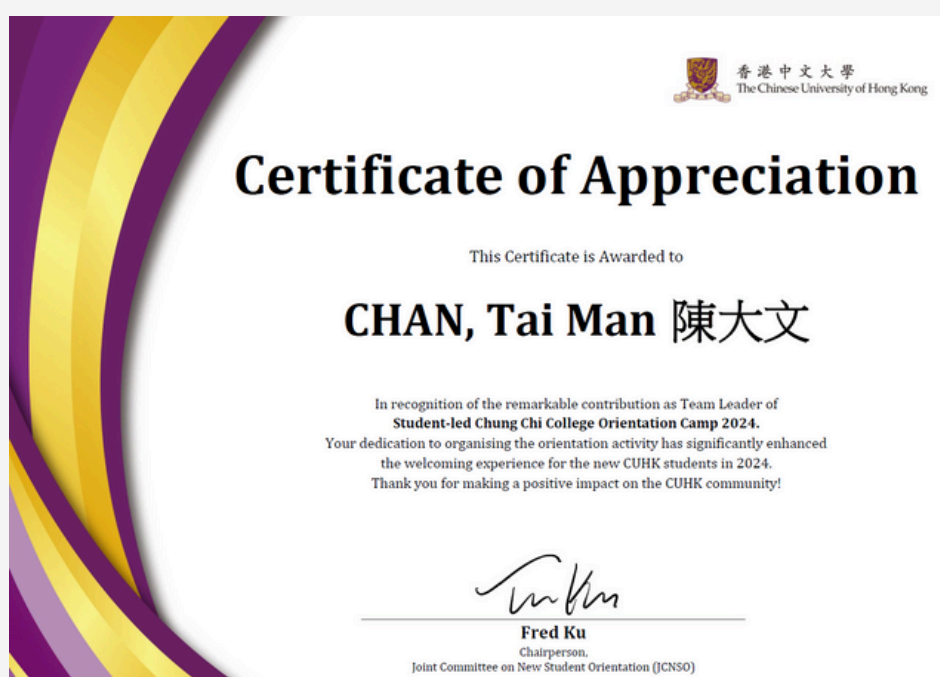 香港中文大學
The Chinese University of Hong Kong
Certificate of Appreciation
This Certificate is Awarded to
CHAN, Tai Man 陳大文
In recognition of the remarkable contribution as Team Leader of
Student-led Chung Chi College Orientation Camp 2024.
Your dedication to organising the orientation activity has significantly enhanced
the welcoming experience for the new CUHK students in 2024.
Thank you for making a positive impact on the CUHK community!
Fred Ku
Chairperson,
Joint Committee on New Student Orientation (JCNSO)